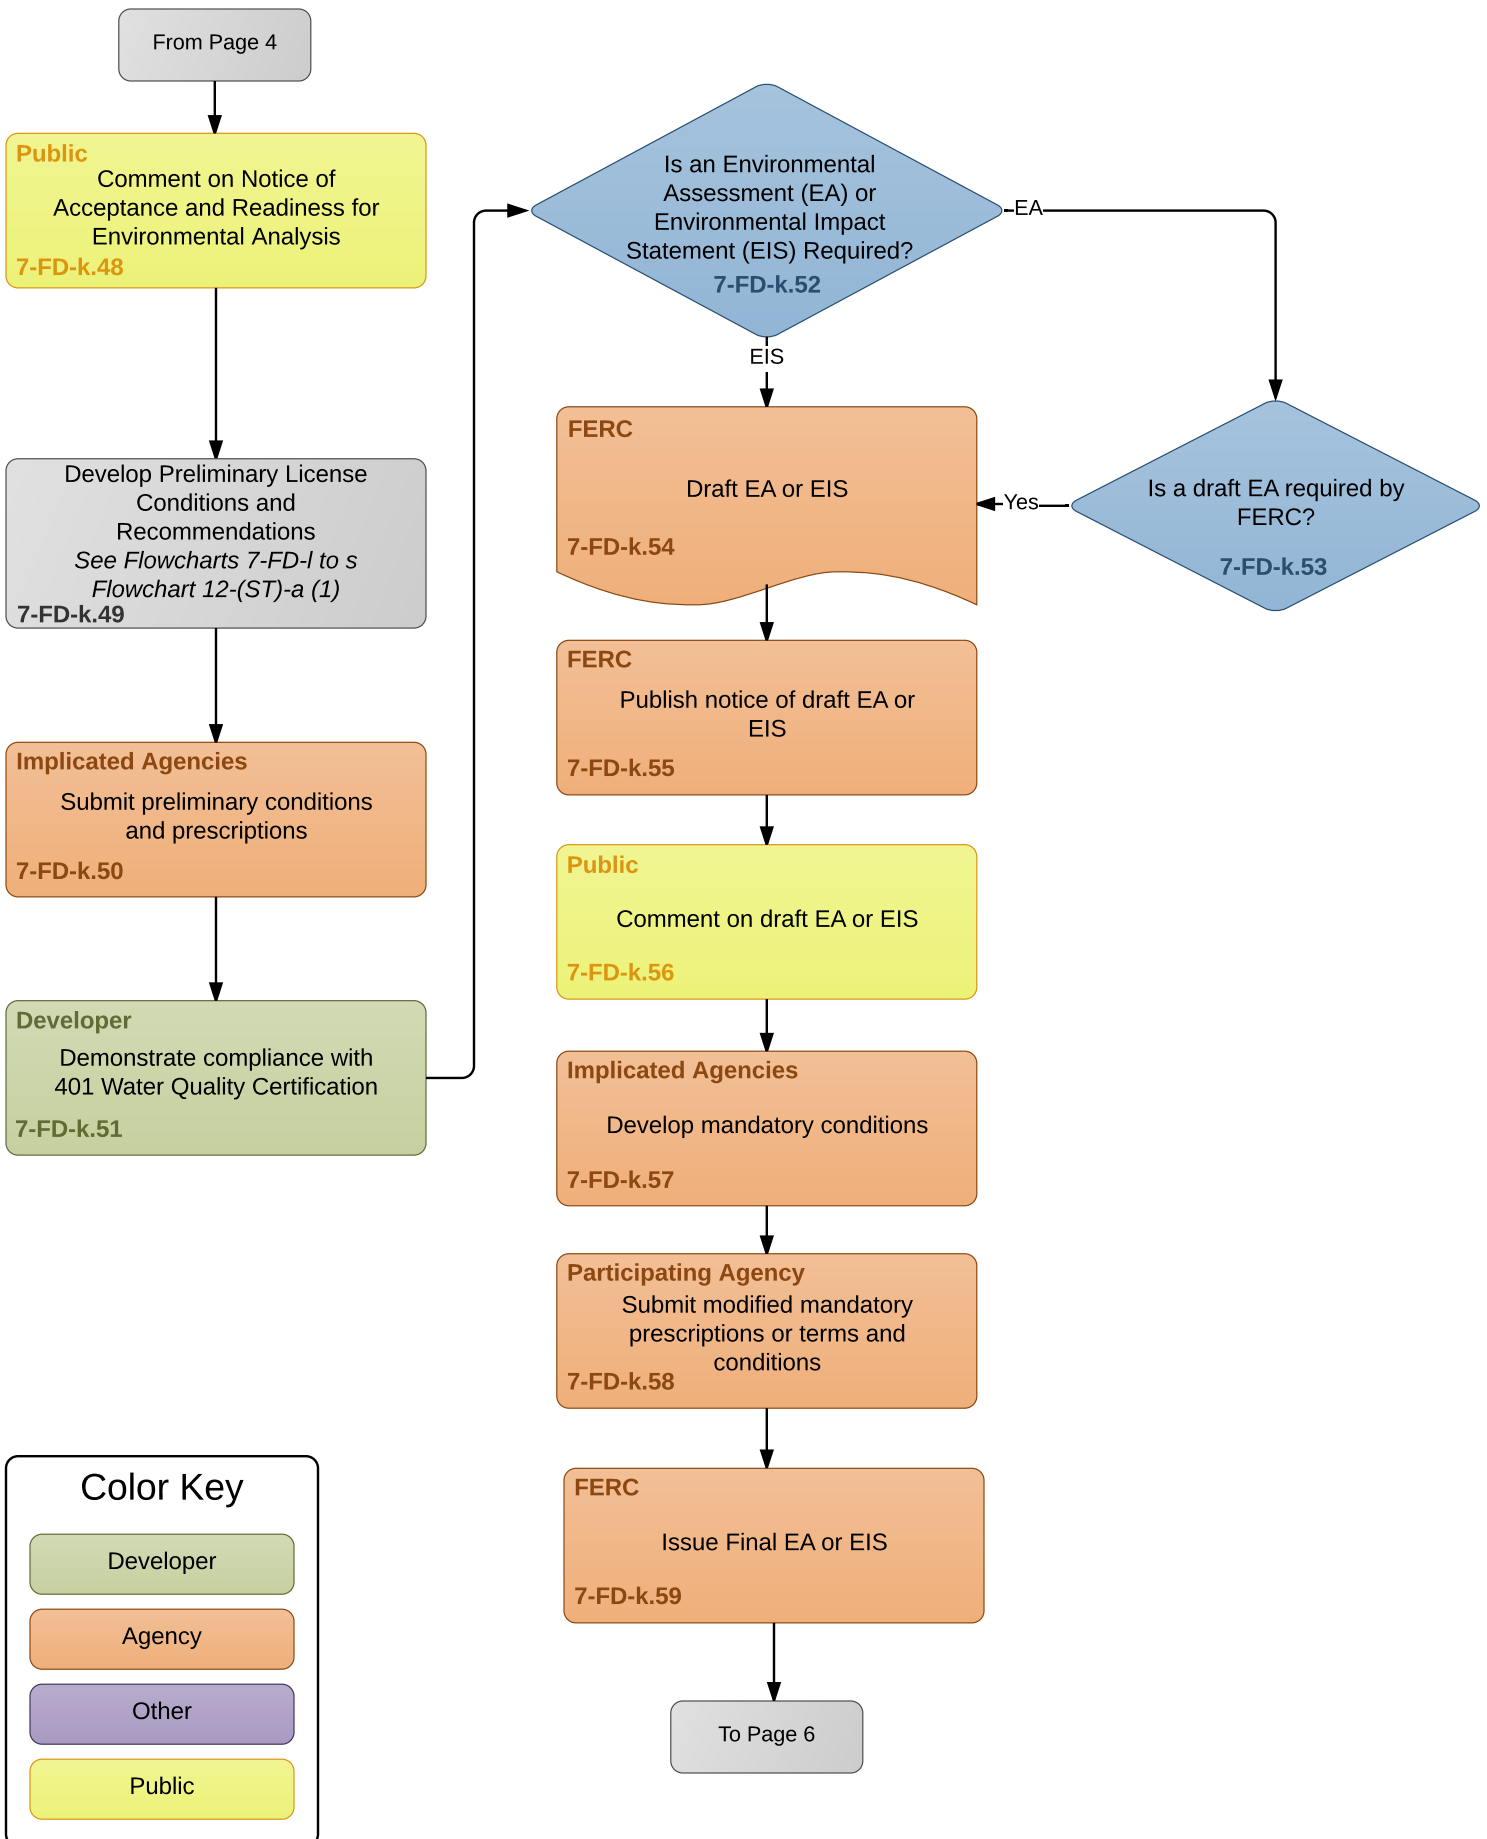 From Page 4
Public
Comment on Notice of
Acceptance and Readiness for
Environmental Analysis
7-FD-k.48
Develop Preliminary License
Conditions and
Recommendations
See Flowcharts 7-FD-l to s
Flowchart 12-(ST)-a (1)
7-FD-k.49
Implicated Agencies
Submit preliminary conditions
and prescriptions
7-FD-k.50
Developer
Demonstrate compliance with
401 Water Quality Certification
7-FD-k.51
Is an Environmental
Assessment (EA) or
Environmental Impact
Statement (EIS) Required?
7-FD-k.52
EA
EIS
Is a draft EA required by
FERC?
7-FD-k.53
Yes
FERC
Draft EA or EIS
7-FD-k.54
FERC
Publish notice of draft EA or
EIS
7-FD-k.55
Public
Comment on draft EA or EIS
7-FD-k.56
Implicated Agencies
Develop mandatory conditions
7-FD-k.57
Participating Agency
Submit modified mandatory
prescriptions or terms and
conditions
7-FD-k.58
FERC
Issue Final EA or EIS
7-FD-k.59
To Page 6
Color Key
Developer
Agency
Other
Public